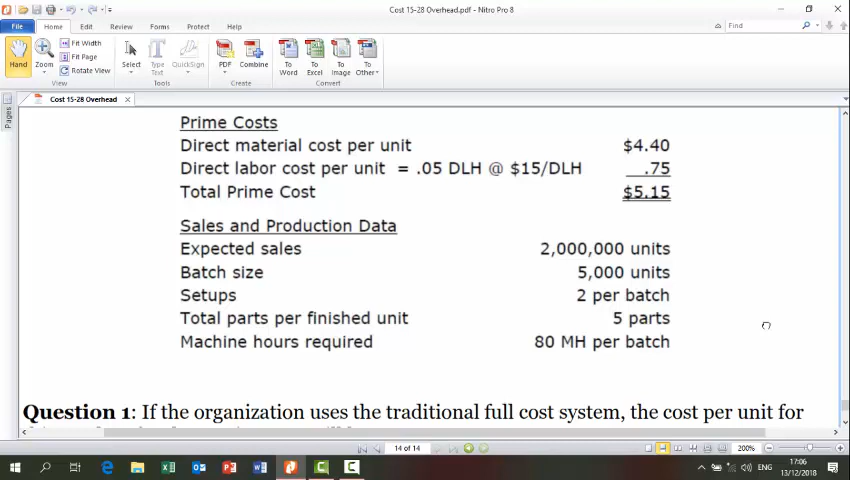 Cost 15-28 Overhead.pdf - Nitro Pro 8
File Home Edit Review Forms Protect Help
Find
Hand Zoom
Fit Width
Fit Page
Rotate View
Select Type Text QuickSign PDF Combine To Word To Excel To Image To Other
View Tools Create Convert
Cost 15-28 Overhead
Pages
Prime Costs
Direct material cost per unit $4.40
Direct labor cost per unit = .05 DLH @ $15/DLH .75
Total Prime Cost $5.15
Sales and Production Data
Expected sales 2,000,000 units
Batch size 5,000 units
Setups 2 per batch
Total parts per finished unit 5 parts
Machine hours required 80 MH per batch
Question 1: If the organization uses the traditional full cost system, the cost per unit for
14 of 14
200%
ENG
17:06
13/12/2018